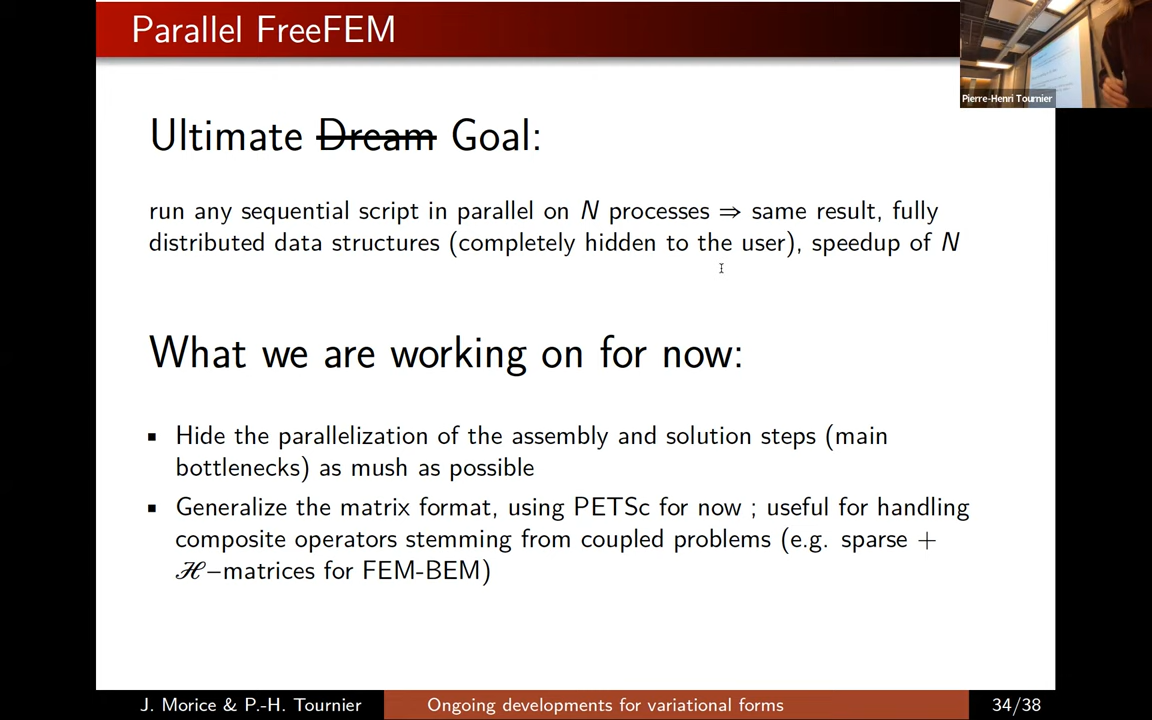 Parallel FreeFEM
Pierre-Henri Tournier
Ultimate Dream Goal:
run any sequential script in parallel on N processes ⇒ same result, fully
distributed data structures (completely hidden to the user), speedup of N
What we are working on for now:
▪ Hide the parallelization of the assembly and solution steps (main
bottlenecks) as mush as possible
▪ Generalize the matrix format, using PETSc for now ; useful for handling
composite operators stemming from coupled problems (e.g. sparse +
ℋ−matrices for FEM-BEM)
J. Morice & P.-H. Tournier Ongoing developments for variational forms 34/38